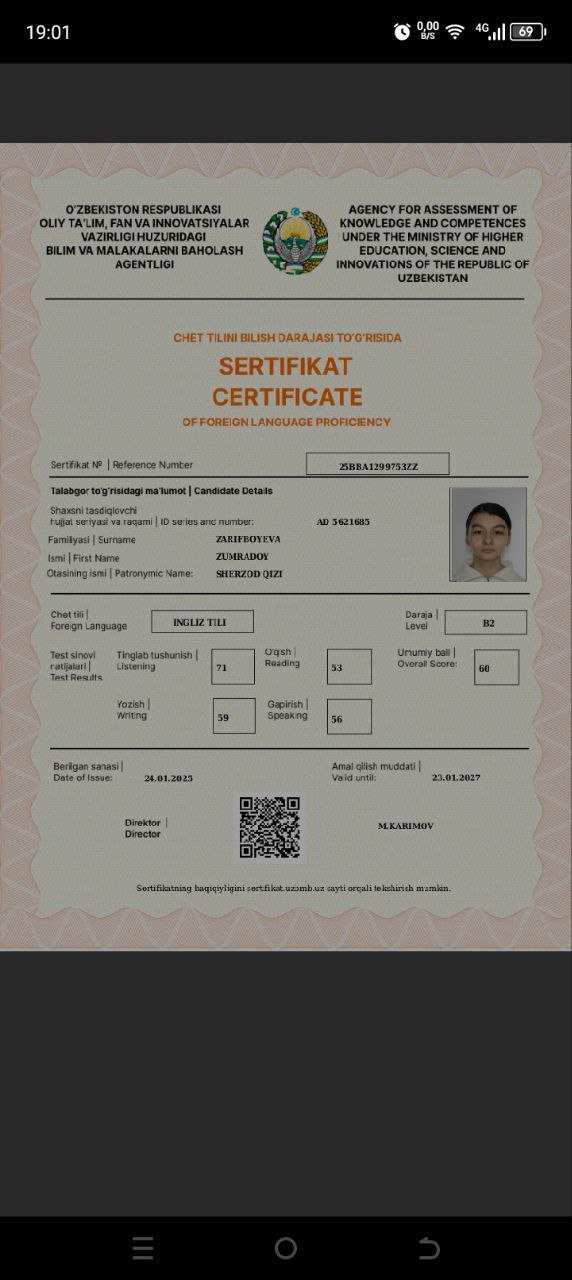 19:01
0,00
B/S
4G
69
O'ZBEKISTON RESPUBLIKASI
OLIY TA'LIM, FAN VA INNOVATSIYALAR
VAZIRLIGI HUZURIDAGI
BILIM VA MALAKALARNI BAHOLASH
AGENTLIGI
AGENCY FOR ASSESSMENT OF
KNOWLEDGE AND COMPETENCES
UNDER THE MINISTRY OF HIGHER
EDUCATION, SCIENCE AND
INNOVATIONS OF THE REPUBLIC OF
UZBEKISTAN
CHET TILINI BILISH DARAJASI TO'G'RISIDA
SERTIFIKAT
CERTIFICATE
OF FOREIGN LANGUAGE PROFICIENCY
Sertifikat № | Reference Number 25BBA1299753ZZ
Talabgor to'g'risidagi ma'lumot | Candidate Details
Shaxsni tasdiqlovchi
hujjat seriyasi va raqami | ID series and number: AD 5621685
Familiyasi | Surname ZARIFBOYEVA
Ismi | First Name ZUMRADOY
Otasining ismi | Patronymic Name: SHERZOD QIZI
Chet tili |
Foreign Language INGLIZ TILI
Daraja |
Level B2
Test sinovi
natijalari |
Test Results
Tinglab tushunish |
Listening 71
O'qish |
Reading 53
Umumiy ball |
Overall Score: 60
Yozish |
Writing 59
Gapirish |
Speaking 56
Berilgan sanasi |
Date of Issue: 24.01.2025
Amal qilish muddati |
Valid until: 23.01.2027
Direktor |
Director
M.KARIMOV
Sertifikatning haqiqiyligini sertifikat.uzbmb.uz sayti orqali tekshirish mumkin.